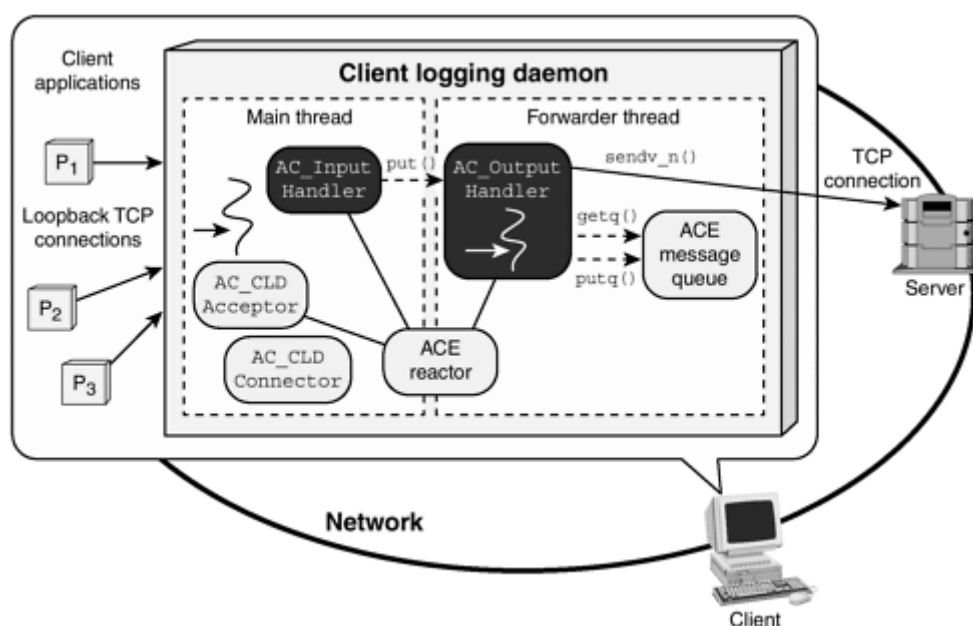 Client
applications
Client logging daemon
Main thread
Forwarder thread
P1
AC_Input
Handler
put()
AC_Output
Handler
sendv_n()
TCP
connection
Loopback TCP
connections
getq()
putq()
ACE
message
queue
Server
AC_CLD
Acceptor
P2
AC_CLD
Connector
ACE
reactor
P3
Network
Client